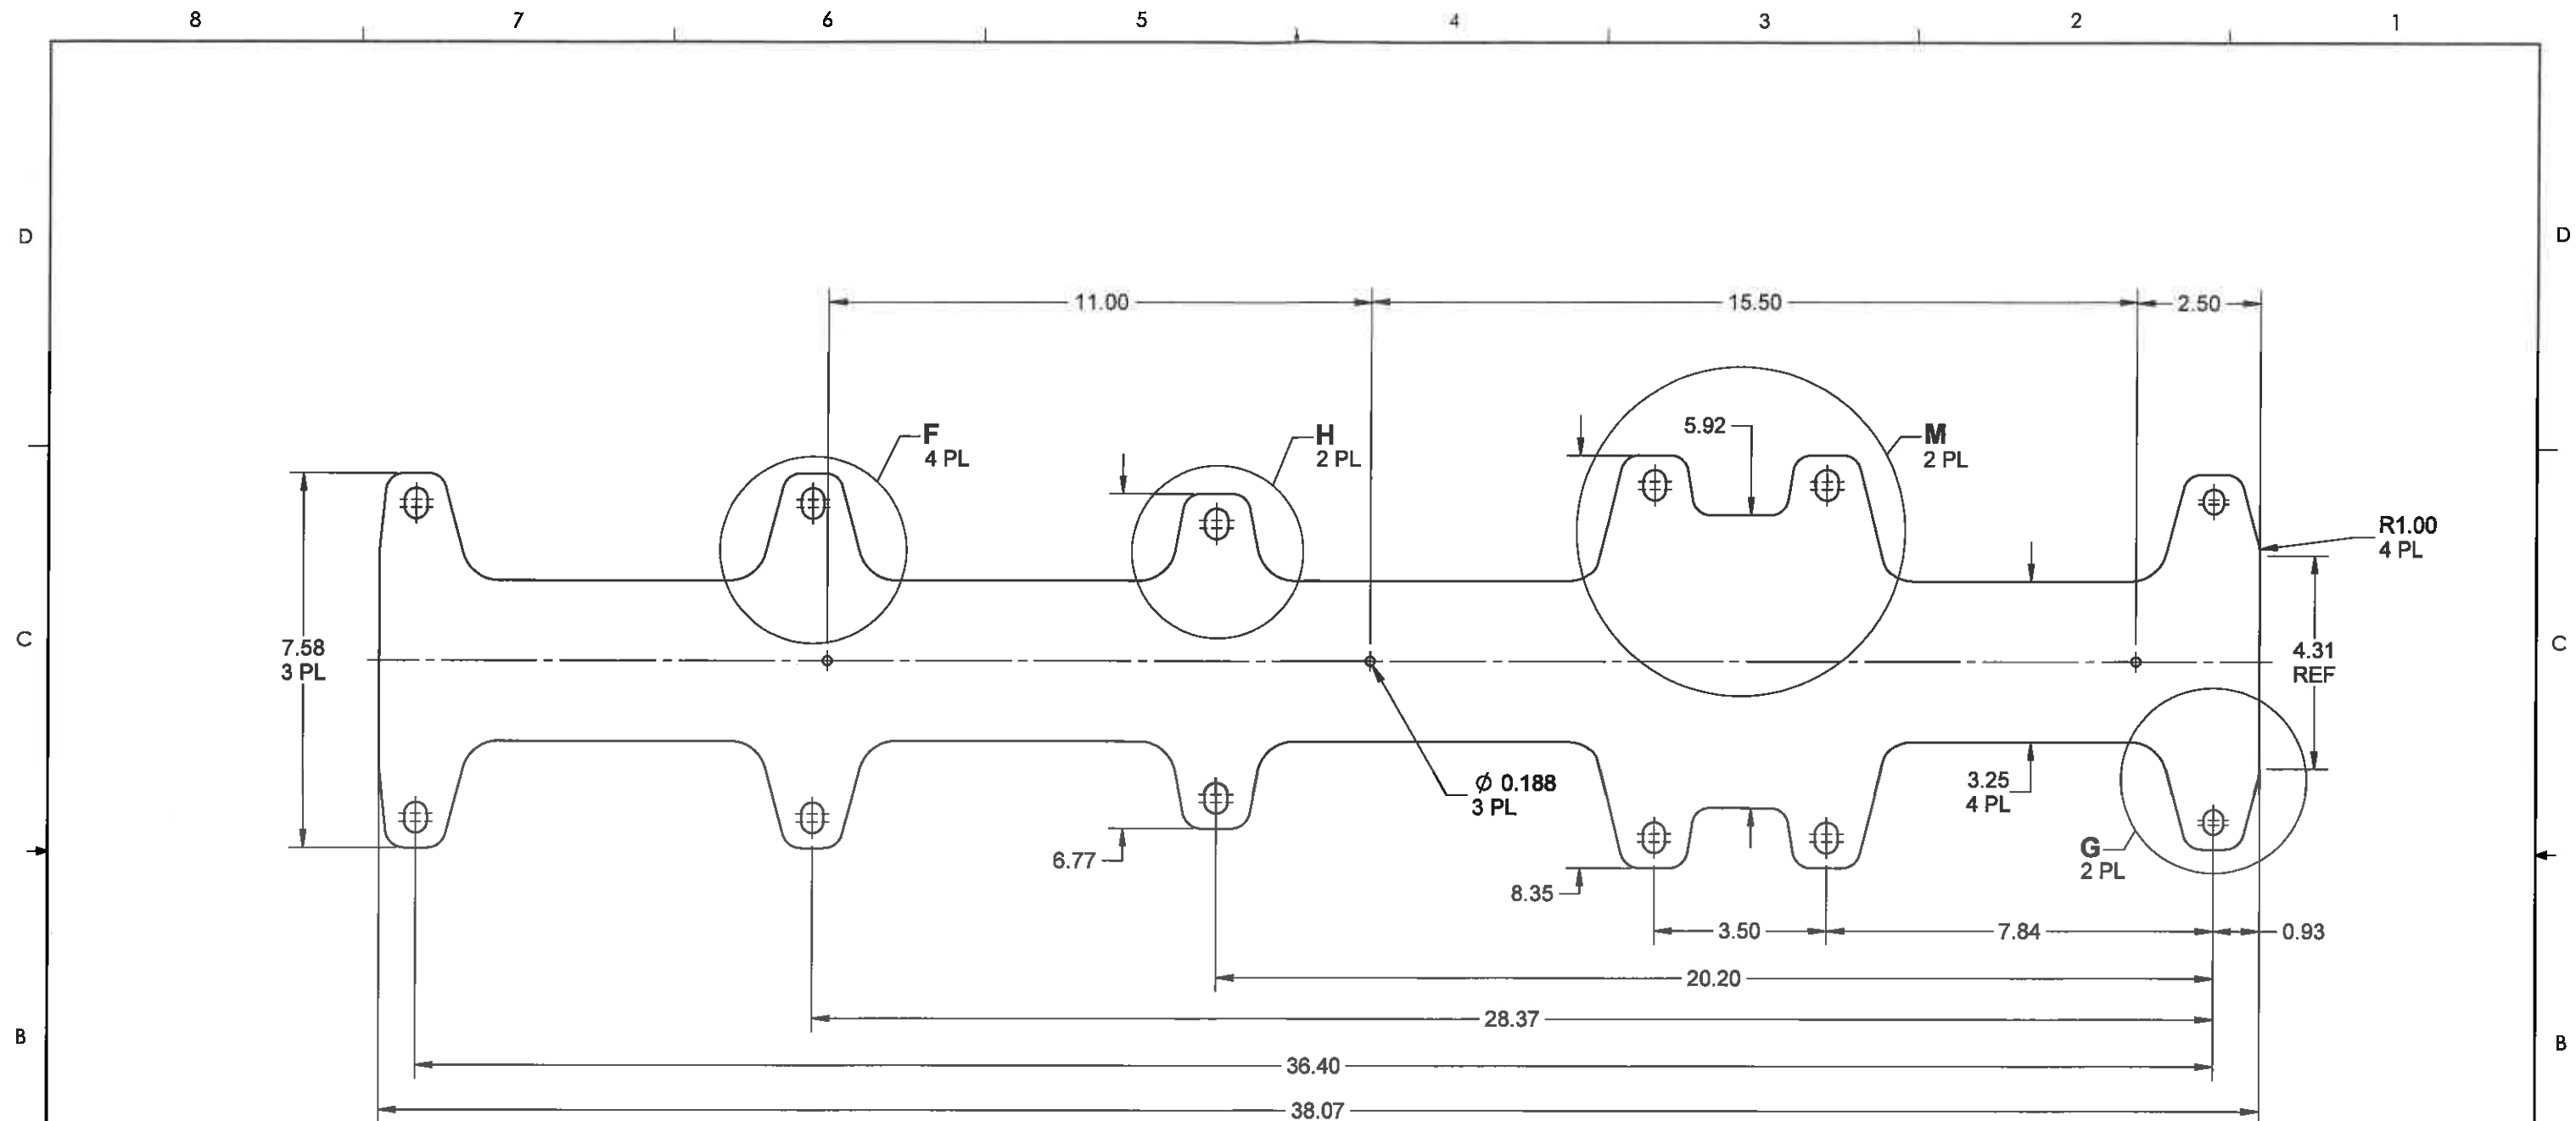 8 7 6 5 4 3 2 1
D D
11.00 15.50 2.50
F
4 PL
H
2 PL
5.92
M
2 PL
R1.00
4 PL
C C
7.58
3 PL
4.31
REF
Ø 0.188
3 PL
3.25
4 PL
6.77
G
2 PL
8.35
3.50 7.84 0.93
20.20
28.37
B B
36.40
38.07